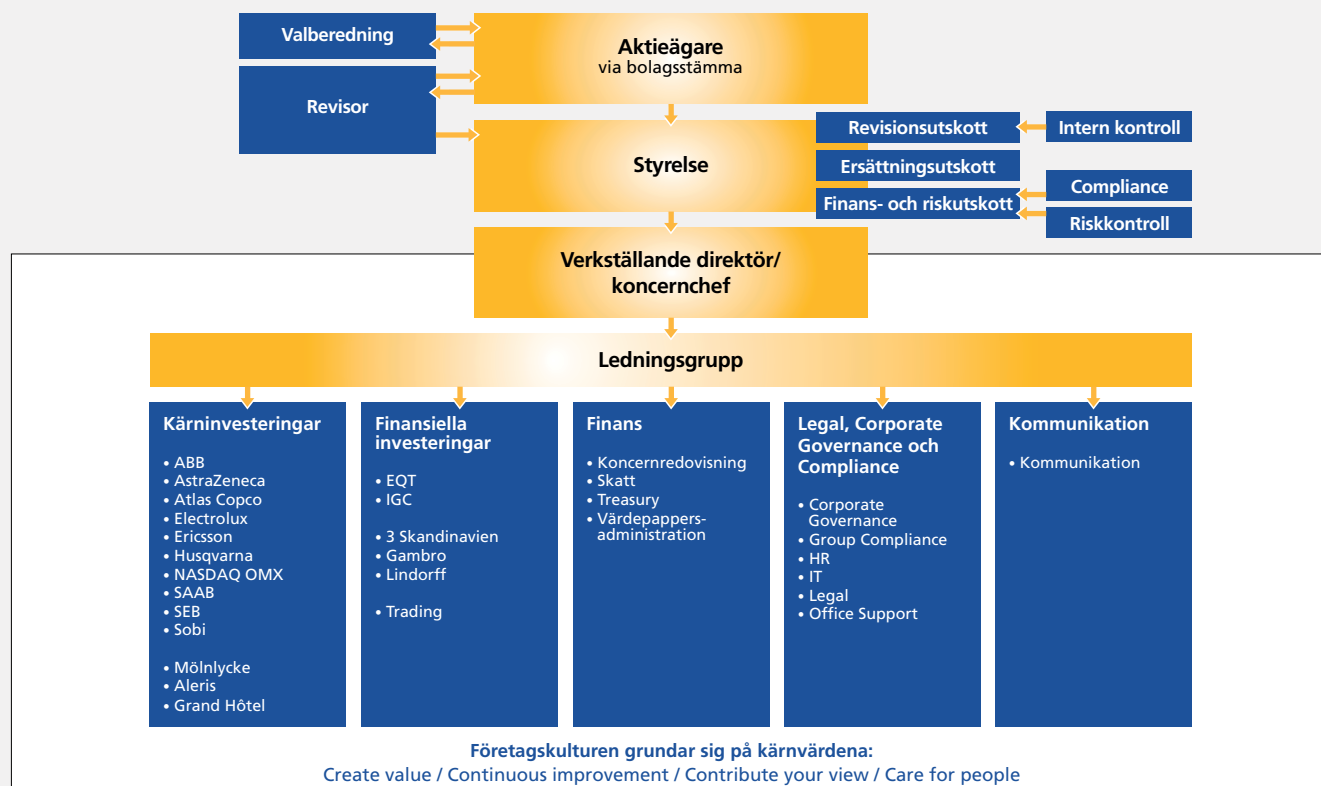 Valberedning
Aktieägare
via bolagsstämma
Revisor
Styrelse
Revisionsutskott
Intern kontroll
Ersättningsutskott
Finans- och riskutskott
Compliance
Riskkontroll
Verkställande direktör/
koncernchef
Ledningsgrupp
Kärninvesteringar
• ABB
• AstraZeneca
• Atlas Copco
• Electrolux
• Ericsson
• Husqvarna
• NASDAQ OMX
• SAAB
• SEB
• Sobi
• Mölnlycke
• Aleris
• Grand Hôtel
Finansiella
investeringar
• EQT
• IGC
• 3 Skandinavien
• Gambro
• Lindorff
• Trading
Finans
• Koncernredovisning
• Skatt
• Treasury
• Värdepappers-
administration
Legal, Corporate
Governance och
Compliance
• Corporate
Governance
• Group Compliance
• HR
• IT
• Legal
• Office Support
Kommunikation
• Kommunikation
Företagskulturen grundar sig på kärnvärdena:
Create value / Continuous improvement / Contribute your view / Care for people